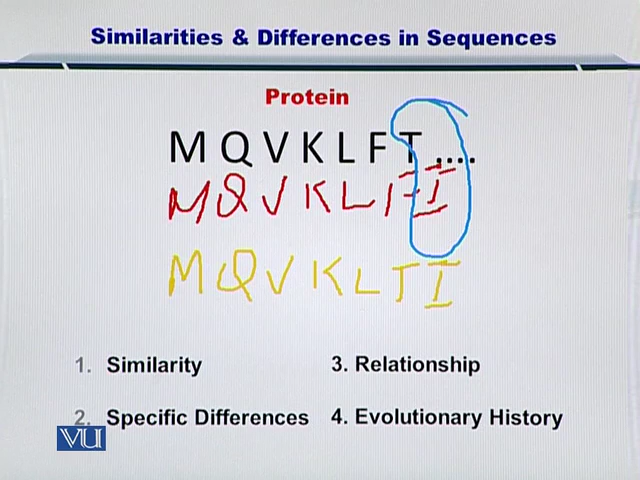 Similarities & Differences in Sequences
Protein
M Q V K L F T ....
M Q V K L F I
M Q V K L T I
1. Similarity 3. Relationship
2. Specific Differences 4. Evolutionary History
VU